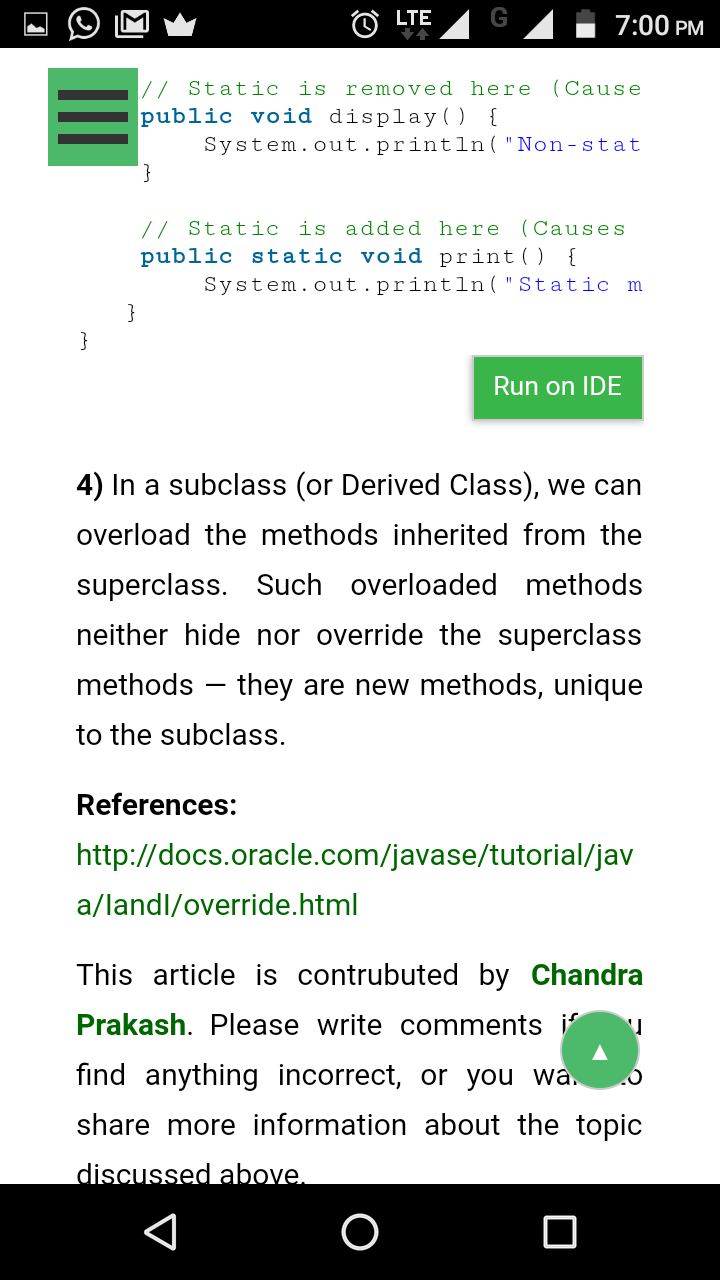 LTE G 7:00 PM
// Static is removed here (Cause
public void display() {
System.out.println("Non-stat
}
// Static is added here (Causes
public static void print() {
System.out.println("Static m
}
}
Run on IDE
4) In a subclass (or Derived Class), we can
overload the methods inherited from the
superclass. Such overloaded methods
neither hide nor override the superclass
methods — they are new methods, unique
to the subclass.
References:
http://docs.oracle.com/javase/tutorial/jav
a/IandI/override.html
This article is contrubuted by Chandra
Prakash. Please write comments
find anything incorrect, or you
share more information about the topic
discussed above.